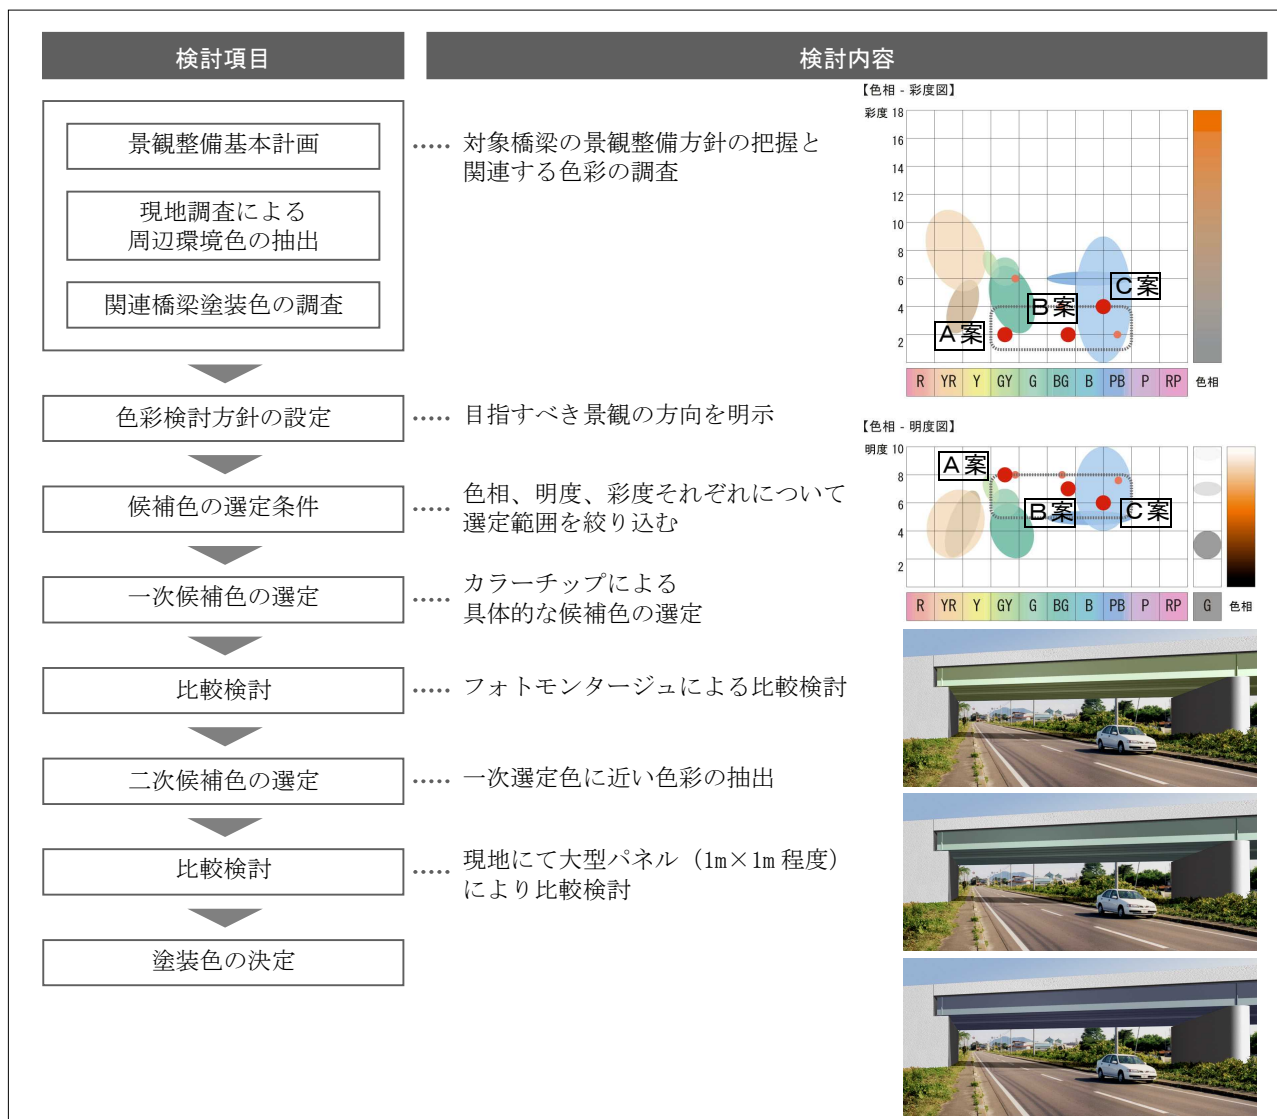 検討項目
検討内容
景観整備基本計画
現地調査による
周辺環境色の抽出
関連橋梁塗装色の調査
‥‥‥ 対象橋梁の景観整備方針の把握と
関連する色彩の調査
色彩検討方針の設定
‥‥‥ 目指すべき景観の方向を明示
候補色の選定条件
‥‥‥ 色相、明度、彩度それぞれについて
選定範囲を絞り込む
一次候補色の選定
‥‥‥ カラーチップによる
具体的な候補色の選定
比較検討
‥‥‥ フォトモンタージュによる比較検討
二次候補色の選定
‥‥‥ 一次選定色に近い色彩の抽出
比較検討
‥‥‥ 現地にて大型パネル（1m×1m 程度）
により比較検討
塗装色の決定
【色相 - 彩度図】
彩度 18
16
14
12
10
8
6
4
2
A案
B案
C案
R YR Y GY G BG B PB P RP 色相
【色相 - 明度図】
明度 10
8
6
4
2
A案
B案
C案
R YR Y GY G BG B PB P RP G 色相